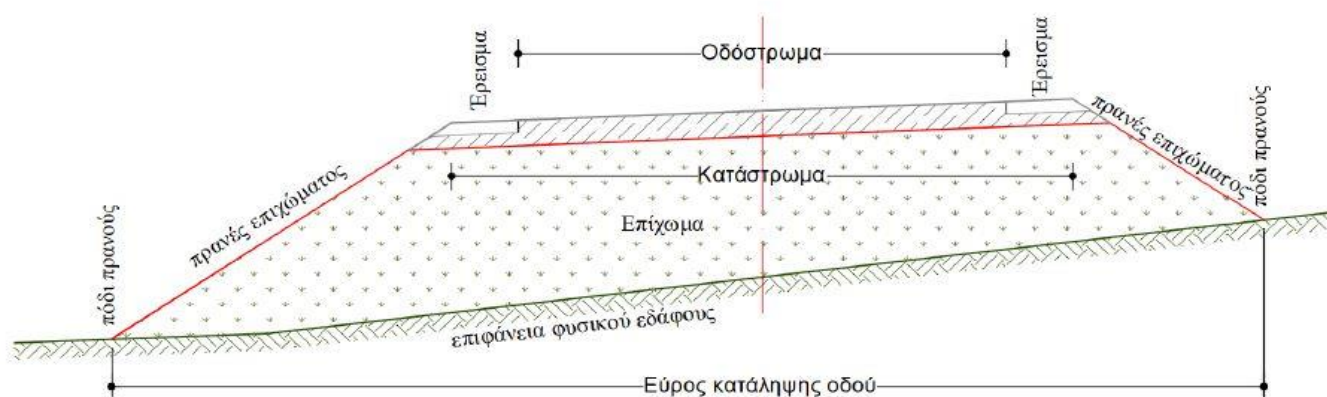 Έρεισμα
Οδόστρωμα
Έρεισμα
πρανές επιχώματος
πόδι πρανούς
Κατάστρωμα
πρανές επιχώματος
Επίχωμα
πόδι πρανούς
επιφάνεια φυσικού εδάφους
Εύρος κατάληψης οδού